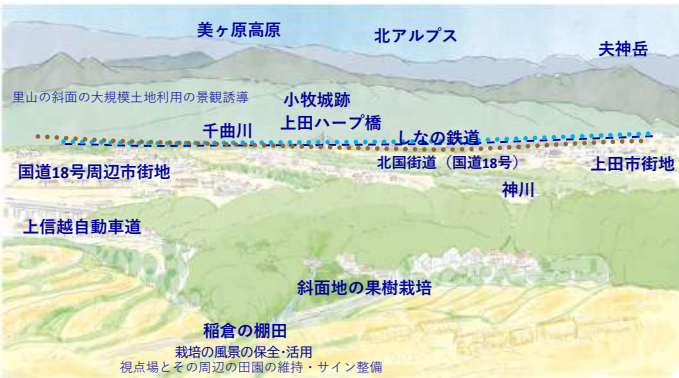 美ヶ原高原
北アルプス
夫神岳
里山の斜面の大規模土地利用の景観誘導
小牧城跡
上田ハープ橋
千曲川
しなの鉄道
北国街道（国道18号）
国道18号周辺市街地
上田市街地
神川
上信越自動車道
斜面地の果樹栽培
稲倉の棚田
栽培の風景の保全･活用
視点場とその周辺の田園の維持・サイン整備